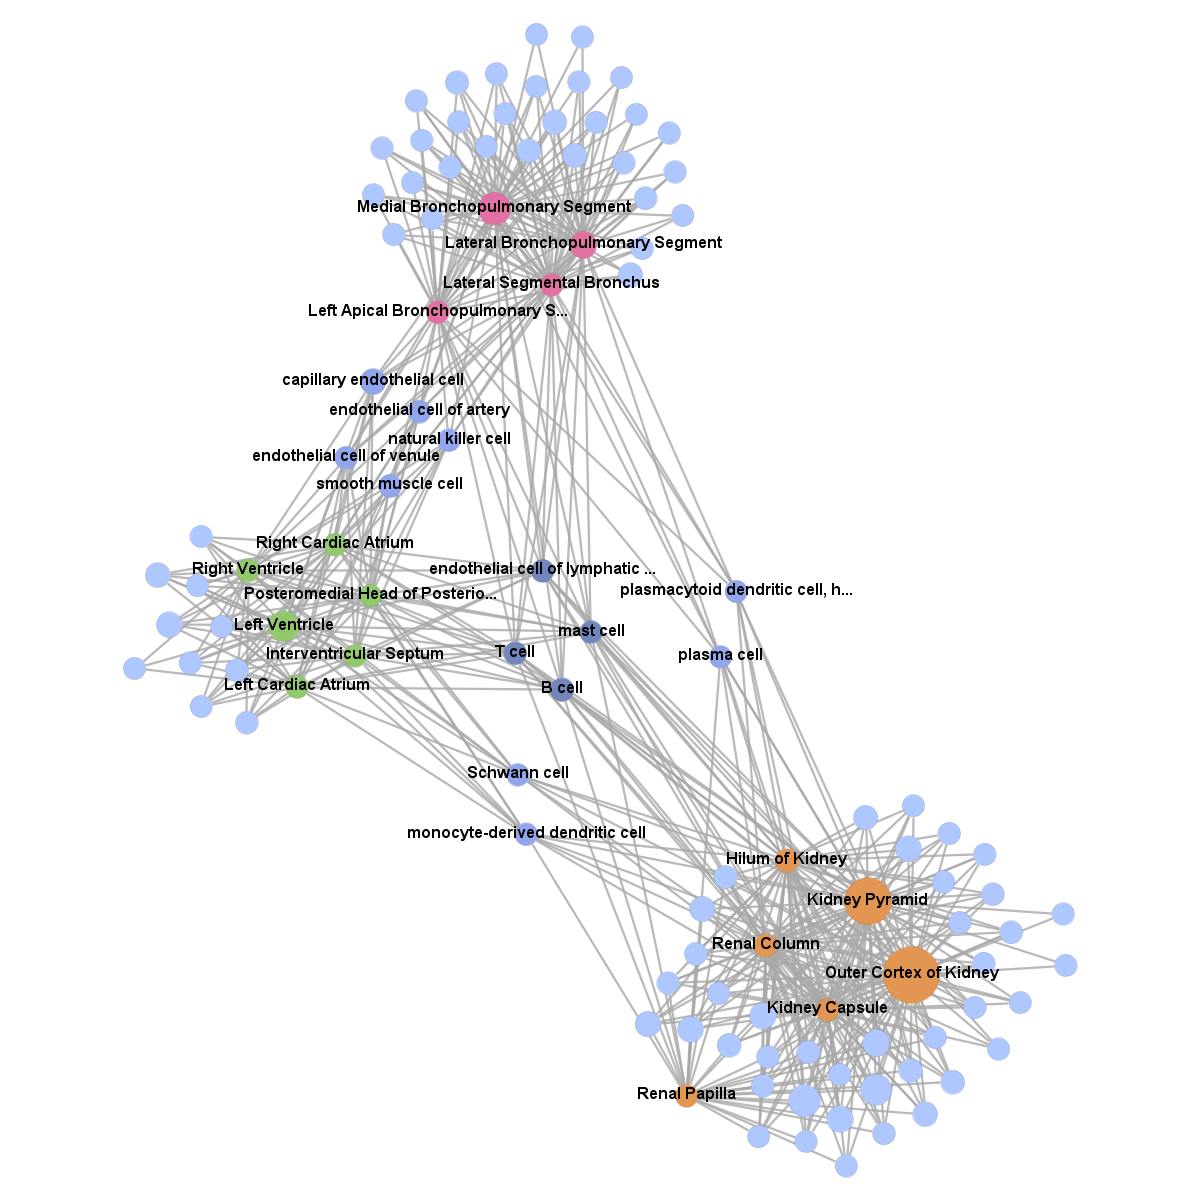 Medial Bronchopulmonary Segment
Lateral Bronchopulmonary Segment
Lateral Segmental Bronchus
Left Apical Bronchopulmonary S...
capillary endothelial cell
endothelial cell of artery
natural killer cell
endothelial cell of venule
smooth muscle cell
Right Cardiac Atrium
Right Ventricle
endothelial cell of lymphatic ...
plasmacytoid dendritic cell, h...
Posteromedial Head of Posterio...
Left Ventricle
mast cell
Interventricular Septum
T cell
plasma cell
Left Cardiac Atrium
B cell
Schwann cell
monocyte-derived dendritic cell
Hilum of Kidney
Kidney Pyramid
Renal Column
Outer Cortex of Kidney
Kidney Capsule
Renal Papilla